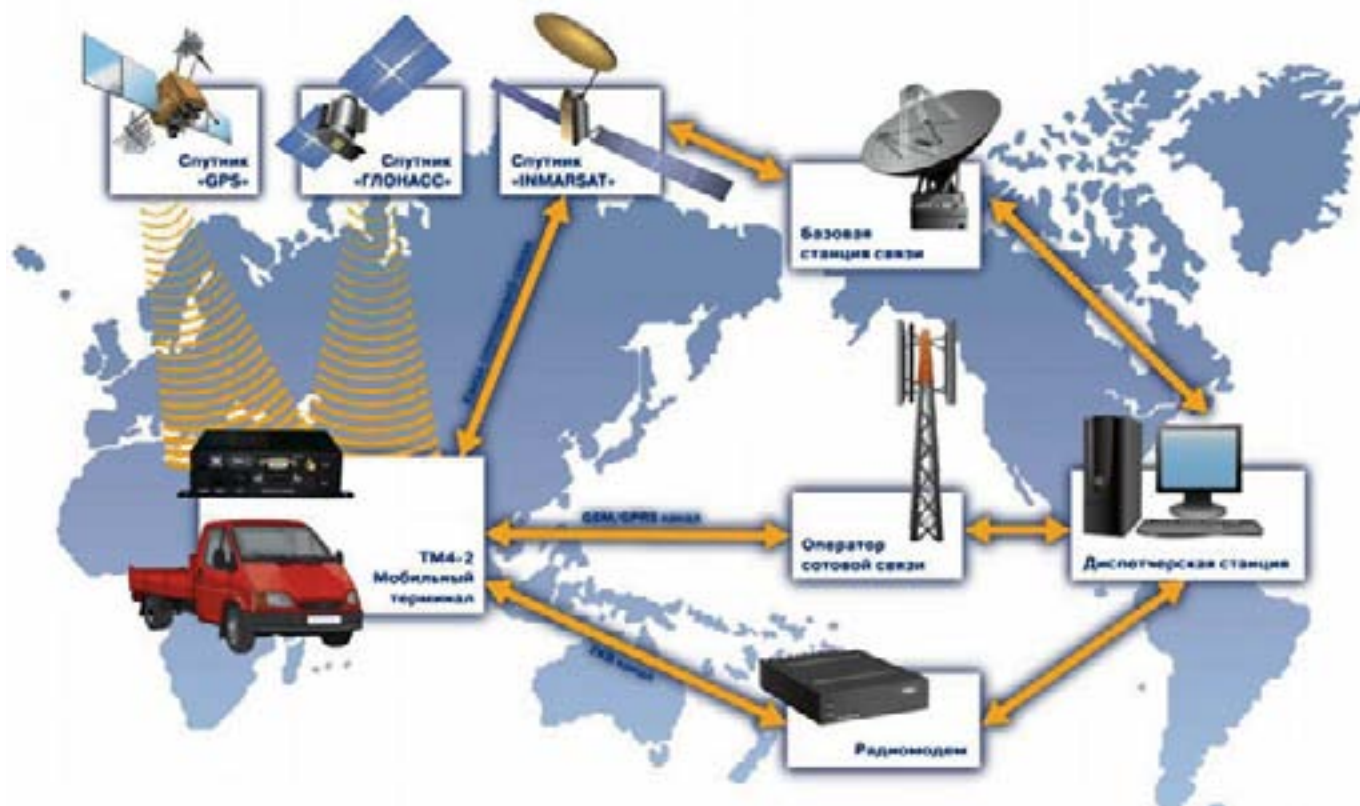 Спутник
«GPS»
Спутник
«ГЛОНАСС»
Спутник
«INMARSAT»
Базовая
станция связи
GSM/GPRS канал
ТМ4-2
Мобильный
терминал
Оператор
сотовой связи
Диспетчерская станция
канал
Радиомодем